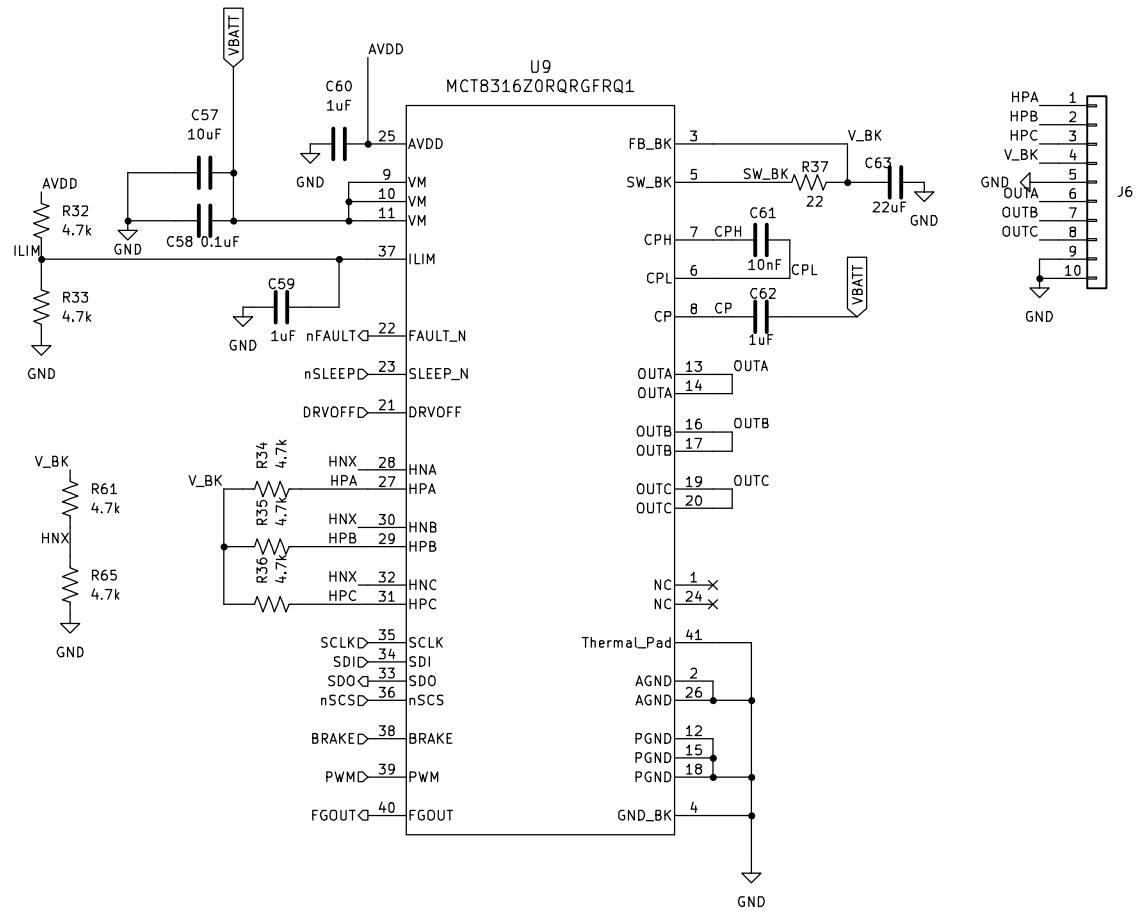 VBATT
AVDD
C60
1uF
GND
C57
10uF
GND
C58 0.1uF
AVDD
R32
4.7k
ILIM
R33
4.7k
GND
C59
1uF
GND
U9
MCT8316Z0RQRGFRQ1
25 AVDD
9 VM
10 VM
11 VM
37 ILIM
nFAULT 22 FAULT_N
nSLEEP 23 SLEEP_N
DRVOFF 21 DRVOFF
HNX 28 HNA
HPA 27 HPA
HNX 30 HNB
HPB 29 HPB
HNX 32 HNC
HPC 31 HPC
SCLK 35 SCLK
SDI 34 SDI
SDO 33 SDO
nSCS 36 nSCS
BRAKE 38 BRAKE
PWM 39 PWM
FGOUT 40 FGOUT
V_BK
R34
4.7k
R35
4.7k
R36
4.7k
V_BK
R61
4.7k
HNX
R65
4.7k
GND
FB_BK 3 V_BK
SW_BK 5 SW_BK
R37
22
C63
22uF
GND
CPH 7 CPH
C61
10nF
CPL 6 CPL
CP 8 CP
C62
1uF
VBATT
OUTA 13 OUTA
OUTA 14
OUTB 16 OUTB
OUTB 17
OUTC 19 OUTC
OUTC 20
NC 1
NC 24
Thermal_Pad 41
AGND 2
AGND 26
PGND 12
PGND 15
PGND 18
GND_BK 4
GND
HPA 1
HPB 2
HPC 3
V_BK 4
GND 5
OUTA 6
OUTB 7
OUTC 8
9
10
GND
J6